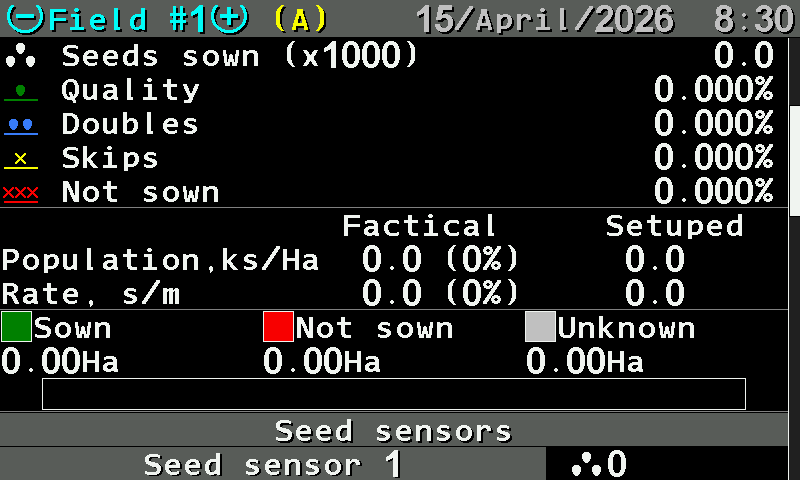 Field #1 (A) 15/April/2026 8:30
Seeds sown (x1000) 0.0
Quality 0.000%
Doubles 0.000%
Skips 0.000%
Not sown 0.000%
Factical Setuped
Population,ks/Ha 0.0 (0%) 0.0
Rate, s/m 0.0 (0%) 0.0
Sown Not sown Unknown
0.00Ha 0.00Ha 0.00Ha
Seed sensors
Seed sensor 1 0